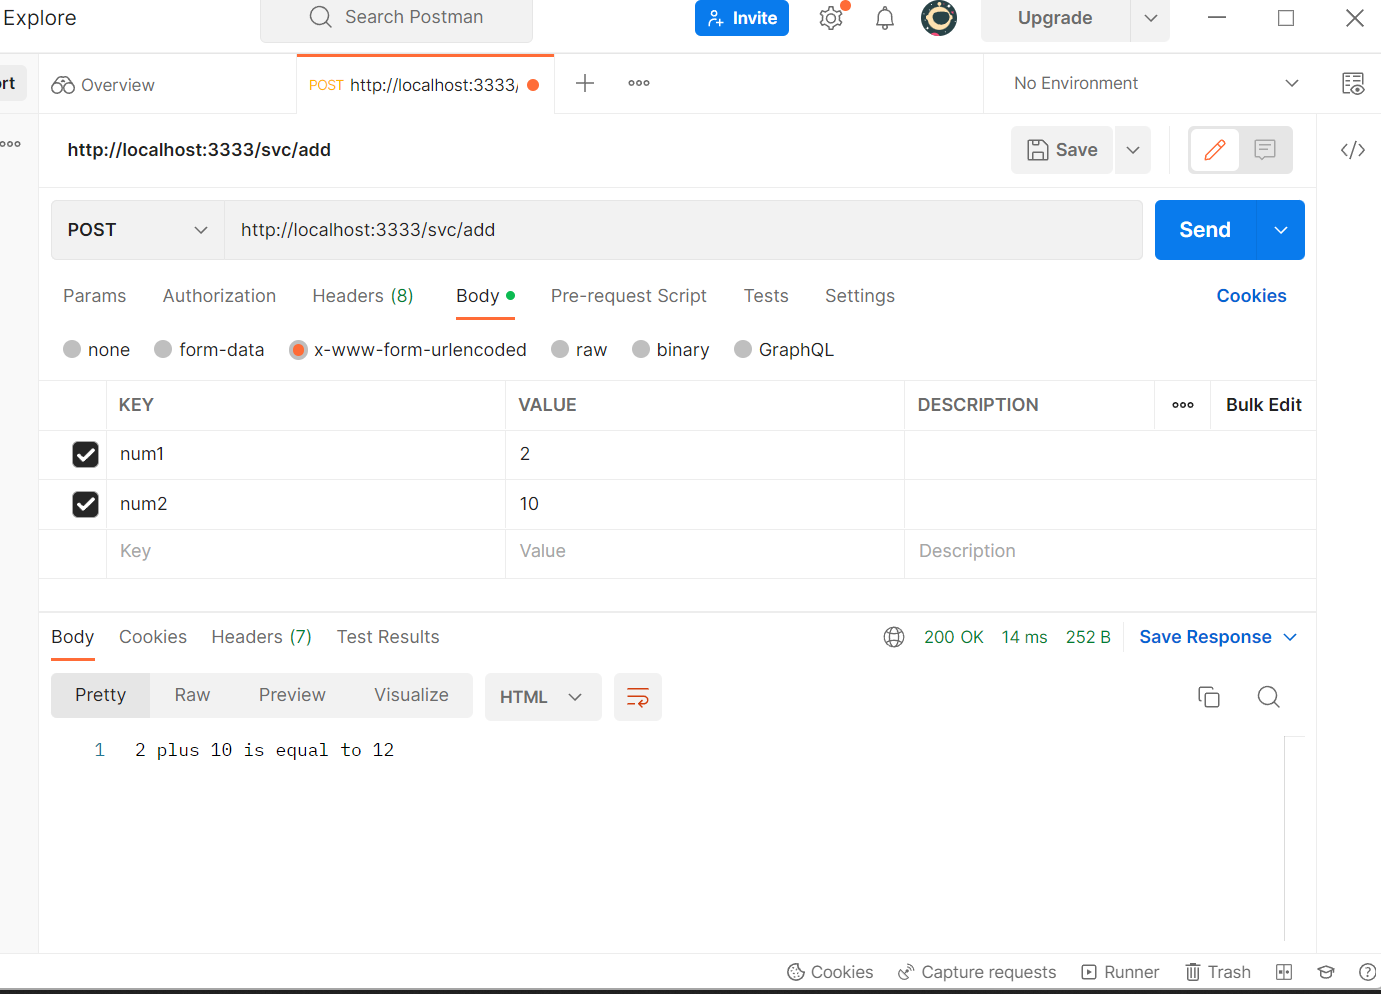 Explore
Search Postman
Invite
Upgrade
rt
Overview
POST http://localhost:3333/
No Environment
http://localhost:3333/svc/add
Save
POST
http://localhost:3333/svc/add
Send
Params
Authorization
Headers (8)
Body
Pre-request Script
Tests
Settings
Cookies
none
form-data
x-www-form-urlencoded
raw
binary
GraphQL
KEY
VALUE
DESCRIPTION
Bulk Edit
num1
2
num2
10
Key
Value
Description
Body
Cookies
Headers (7)
Test Results
200 OK
14 ms
252 B
Save Response
Pretty
Raw
Preview
Visualize
HTML
1
2 plus 10 is equal to 12
Cookies
Capture requests
Runner
Trash